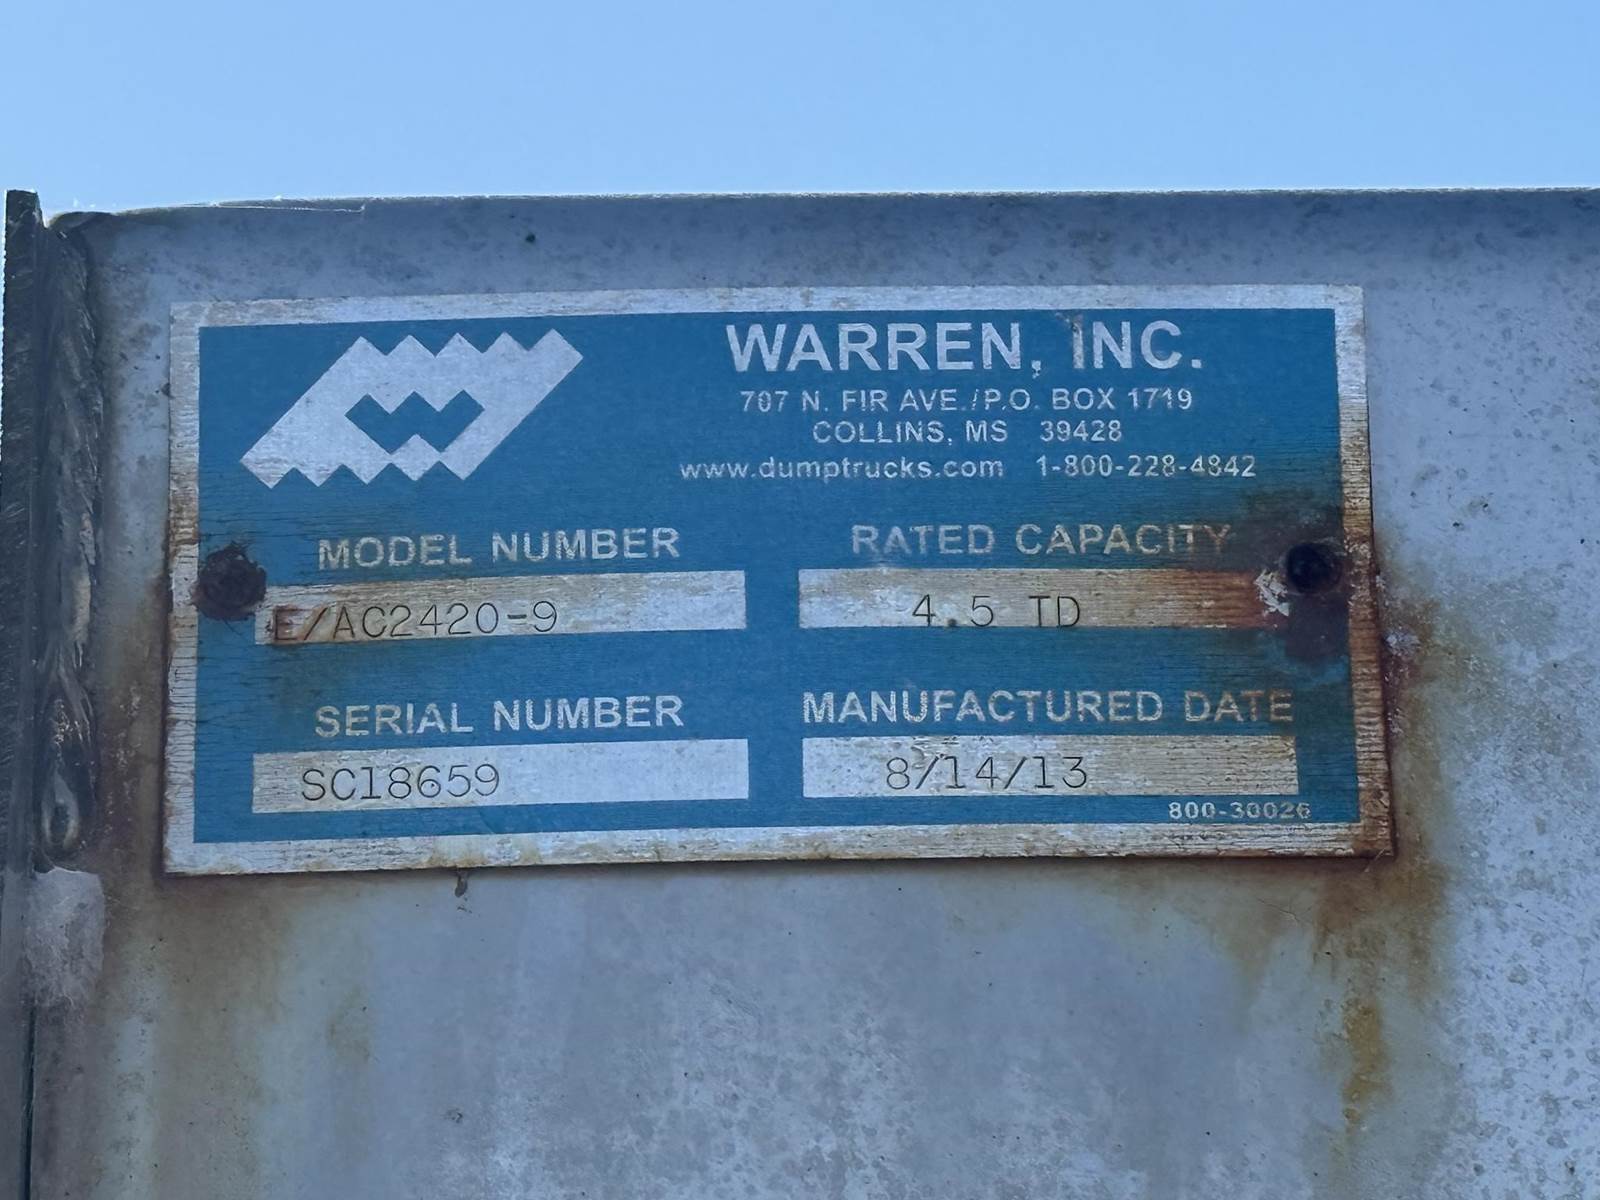 WARREN, INC.
707 N. FIR AVE./P.O. BOX 1719
COLLINS, MS 39428
www.dumptrucks.com 1-800-228-4842
MODEL NUMBER
E/AC2420-9
RATED CAPACITY
4.5 TD
SERIAL NUMBER
SC18659
MANUFACTURED DATE
8/14/13
800-30026